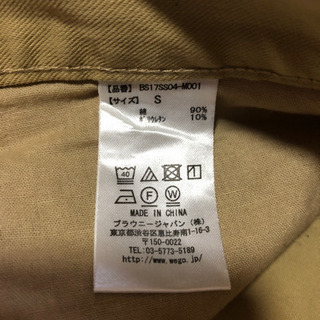 【品番】 BS17SS04-M001
【サイズ】 S
綿 90%
ポリウレタン 10%
40
F W
MADE IN CHINA
ブラウニージャパン（株）
東京都渋谷区恵比寿南1-16-3
〒150-0022
TEL：03-5773-5189
https://www.wego.jp/